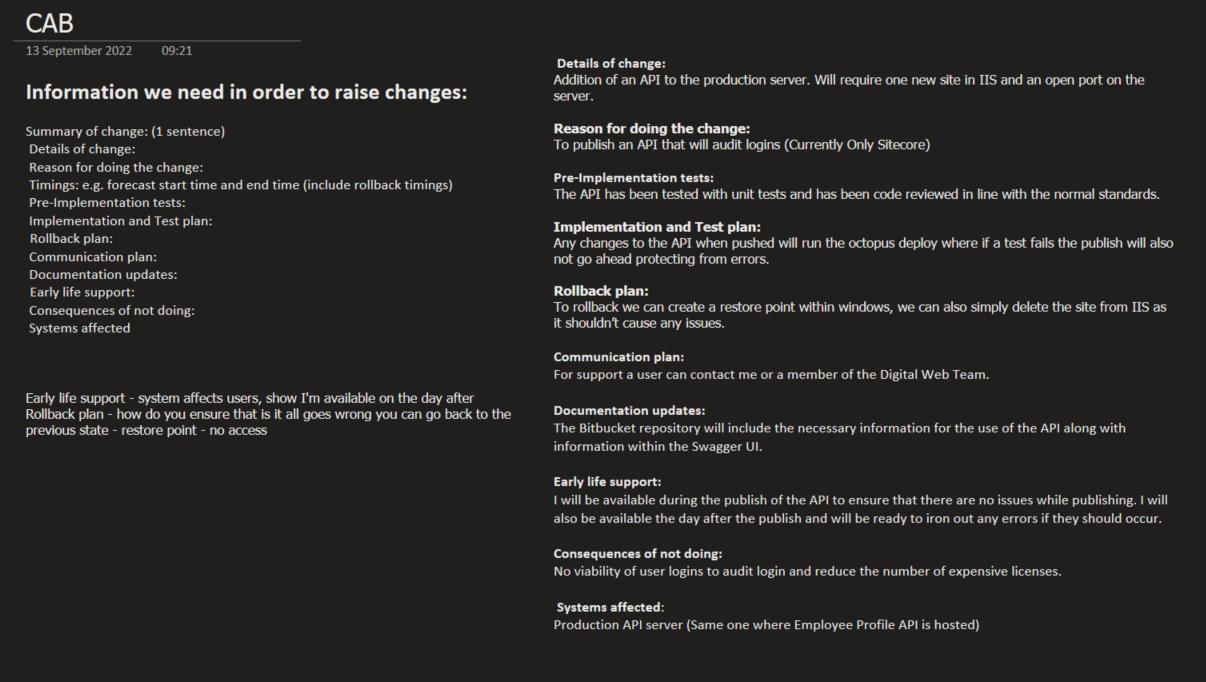 CAB
13 September 2022 09:21
Information we need in order to raise changes:
Summary of change: (1 sentence)
Details of change:
Reason for doing the change:
Timings: e.g. forecast start time and end time (include rollback timings)
Pre-Implementation tests:
Implementation and Test plan:
Rollback plan:
Communication plan:
Documentation updates:
Early life support:
Consequences of not doing:
Systems affected
Early life support - system affects users, show I'm available on the day after
Rollback plan - how do you ensure that is it all goes wrong you can go back to the
previous state - restore point - no access
Details of change:
Addition of an API to the production server. Will require one new site in IIS and an open port on the
server.
Reason for doing the change:
To publish an API that will audit logins (Currently Only Sitecore)
Pre-Implementation tests:
The API has been tested with unit tests and has been code reviewed in line with the normal standards.
Implementation and Test plan:
Any changes to the API when pushed will run the octopus deploy where if a test fails the publish will also
not go ahead protecting from errors.
Rollback plan:
To rollback we can create a restore point within windows, we can also simply delete the site from IIS as
it shouldn't cause any issues.
Communication plan:
For support a user can contact me or a member of the Digital Web Team.
Documentation updates:
The Bitbucket repository will include the necessary information for the use of the API along with
information within the Swagger UI.
Early life support:
I will be available during the publish of the API to ensure that there are no issues while publishing. I will
also be available the day after the publish and will be ready to iron out any errors if they should occur.
Consequences of not doing:
No viability of user logins to audit login and reduce the number of expensive licenses.
Systems affected:
Production API server (Same one where Employee Profile API is hosted)